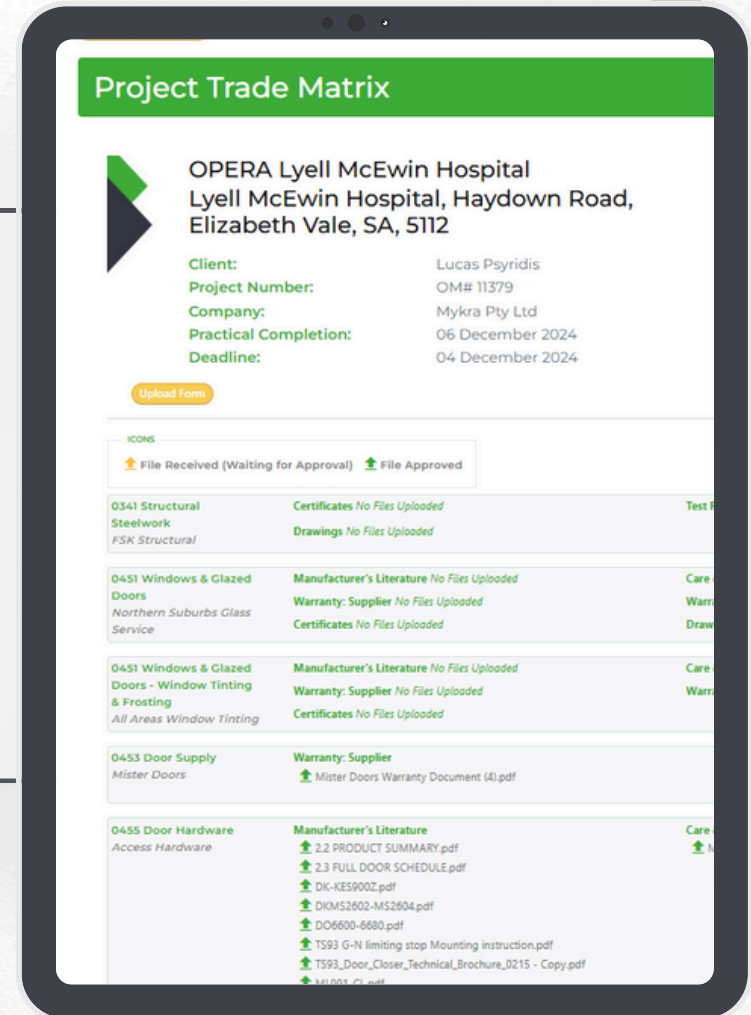 Project Trade Matrix
OPERA Lyell McEwin Hospital
Lyell McEwin Hospital, Haydown Road,
Elizabeth Vale, SA, 5112
Client: Lucas Psyridis
Project Number: OM# 11379
Company: Mykra Pty Ltd
Practical Completion: 06 December 2024
Deadline: 04 December 2024
Upload Form
ICONS
File Received (Waiting for Approval) File Approved
0341 Structural Certificates No Files Uploaded Test
Steelwork
Drawings No Files Uploaded
FSK Structural
0451 Windows & Glazed Manufacturer's Literature No Files Uploaded Care
Doors Warranty: Supplier No Files Uploaded
Northern Suburbs Glass
Service Certificates No Files Uploaded
0451 Windows & Glazed Manufacturer's Literature No Files Uploaded Care
Doors - Window Tinting Warranty: Supplier No Files Uploaded
& Frosting
All Areas Window Tinting Certificates No Files Uploaded
0453 Door Supply Warranty: Supplier
Mister Doors Mister Doors Warranty Document (4).pdf
0455 Door Hardware Manufacturer's Literature Care
Access Hardware 2.2 PRODUCT SUMMARY.pdf
2.3 FULL DOOR SCHEDULE.pdf
DK-KES900Z.pdf
DKMS2602-MS2604.pdf
DO6600-6680.pdf
TS93 G-N limiting stop Mounting instruction.pdf
TS93_Door_Closer_Technical_Brochure_0215 - Copy.pdf